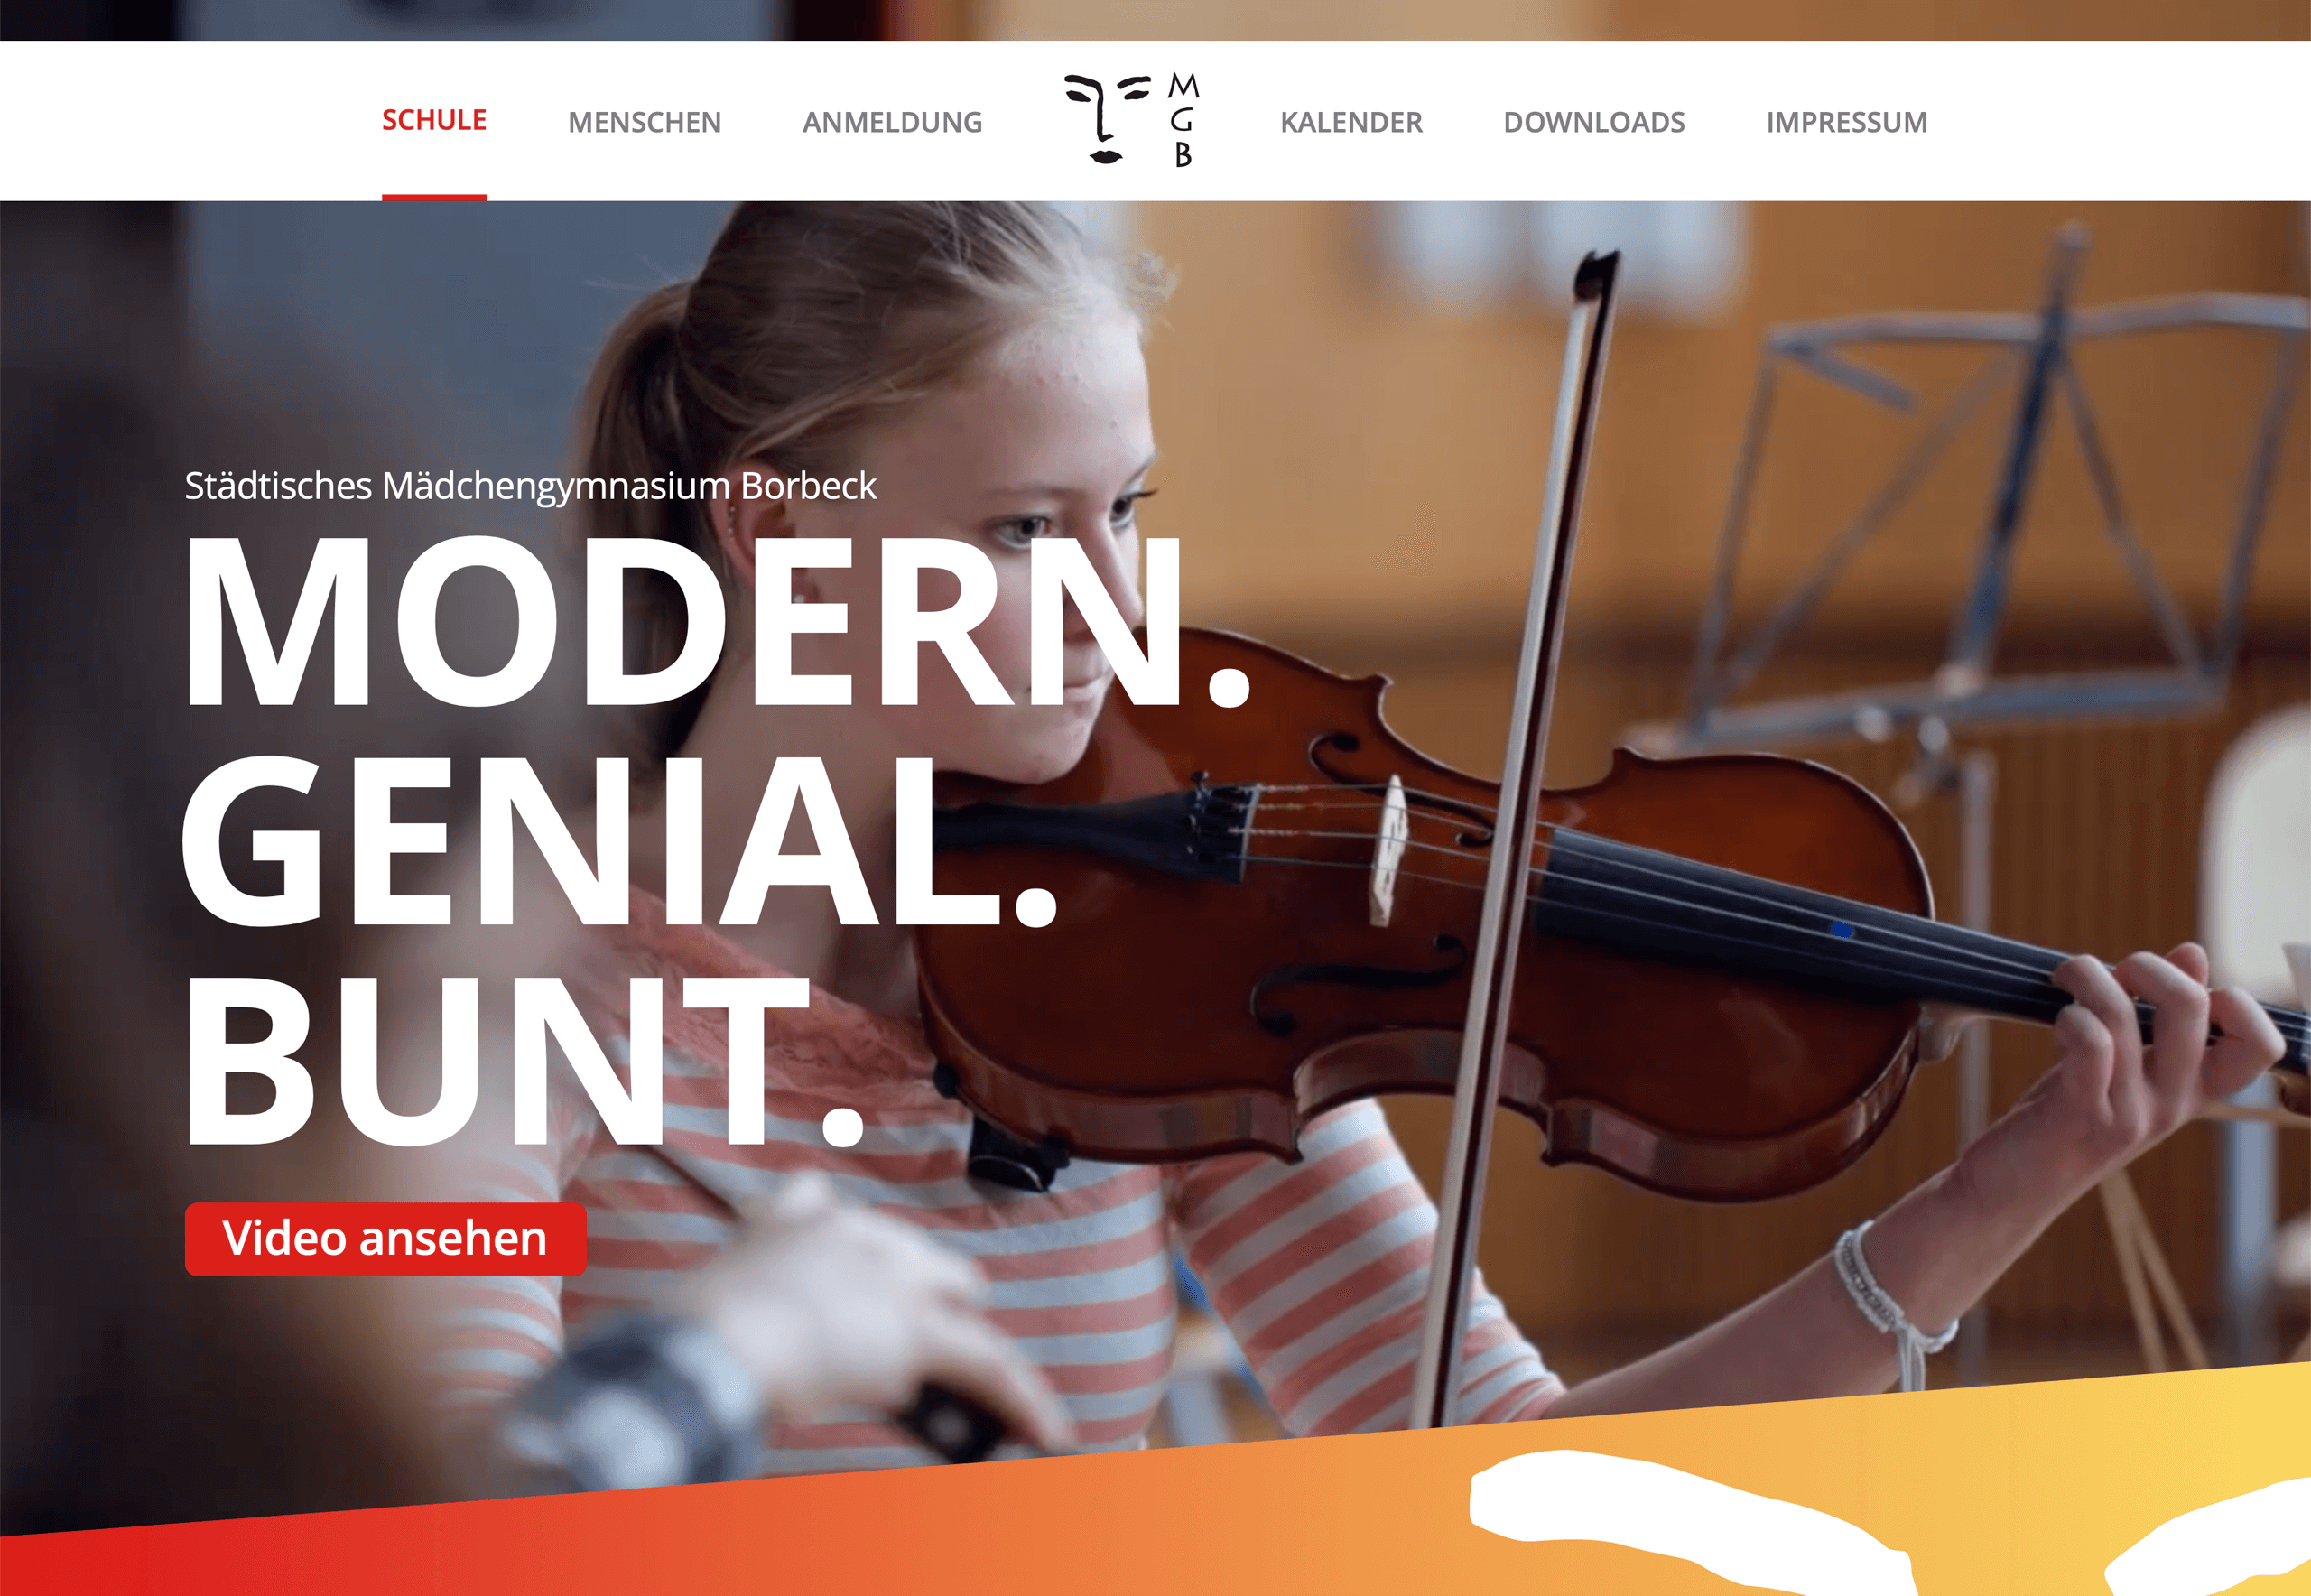 SCHULE
MENSCHEN
ANMELDUNG
M
G
B
KALENDER
DOWNLOADS
IMPRESSUM
Städtisches Mädchengymnasium Borbeck
MODERN.
GENIAL.
BUNT.
Video ansehen